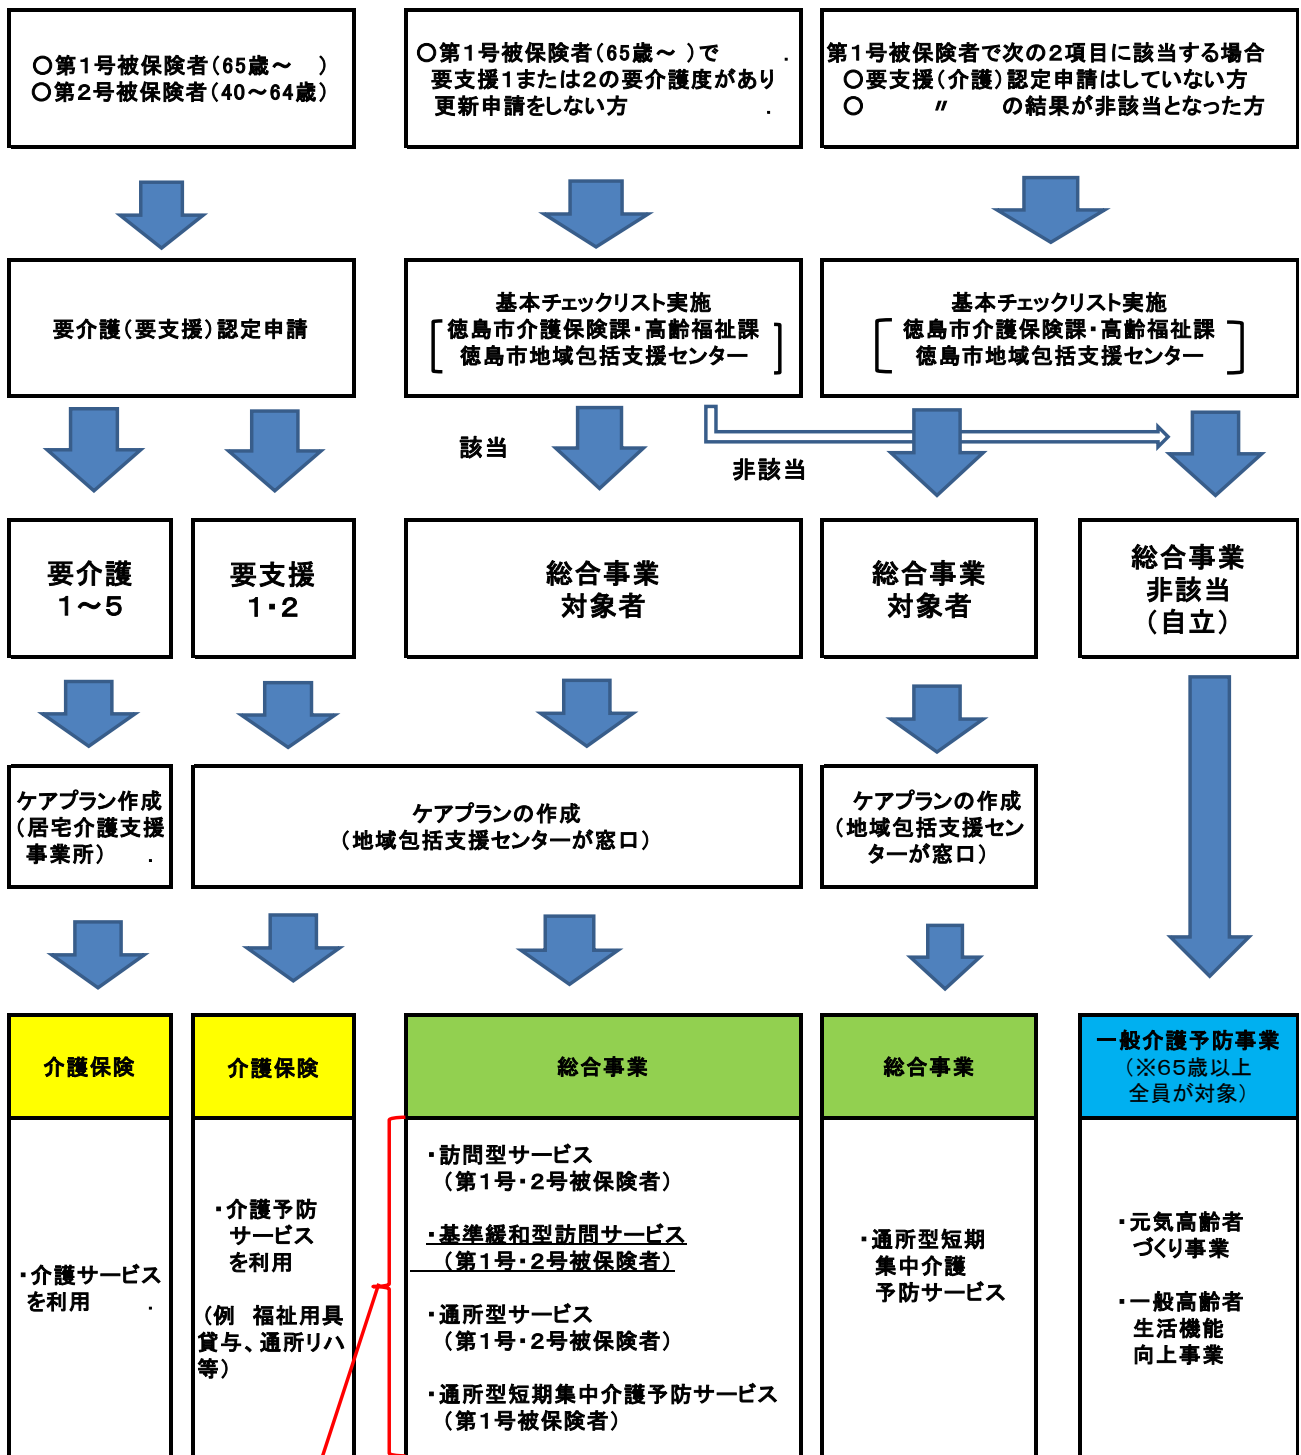 ○第1号被保険者(65歳~ )
○第2号被保険者(40~64歳)
○第1号被保険者(65歳~ )で .
要支援1または2の要介護度があり
更新申請をしない方 .
第1号被保険者で次の2項目に該当する場合
○要支援(介護)認定申請はしていない方
○ 〃 の結果が非該当となった方
要介護(要支援)認定申請
基本チェックリスト実施
徳島市介護保険課・高齢福祉課
徳島市地域包括支援センター
基本チェックリスト実施
徳島市介護保険課・高齢福祉課
徳島市地域包括支援センター
該当
非該当
要介護
1~5
要支援
1・2
総合事業
対象者
総合事業
対象者
総合事業
非該当
(自立)
ケアプラン作成
(居宅介護支援
事業所) .
ケアプランの作成
(地域包括支援センターが窓口)
ケアプランの作成
(地域包括支援セン
ターが窓口)
介護保険
介護保険
総合事業
総合事業
一般介護予防事業
(※65歳以上
全員が対象)
・介護サービス
を利用 .
・介護予防
サービス
を利用
(例 福祉用具
貸与、通所リハ
等)
・訪問型サービス
(第1号・2号被保険者)
・基準緩和型訪問サービス
(第1号・2号被保険者)
・通所型サービス
(第1号・2号被保険者)
・通所型短期集中介護予防サービス
(第1号被保険者)
・通所型短期
集中介護
予防サービス
・元気高齢者
づくり事業
・一般高齢者
生活機能
向上事業